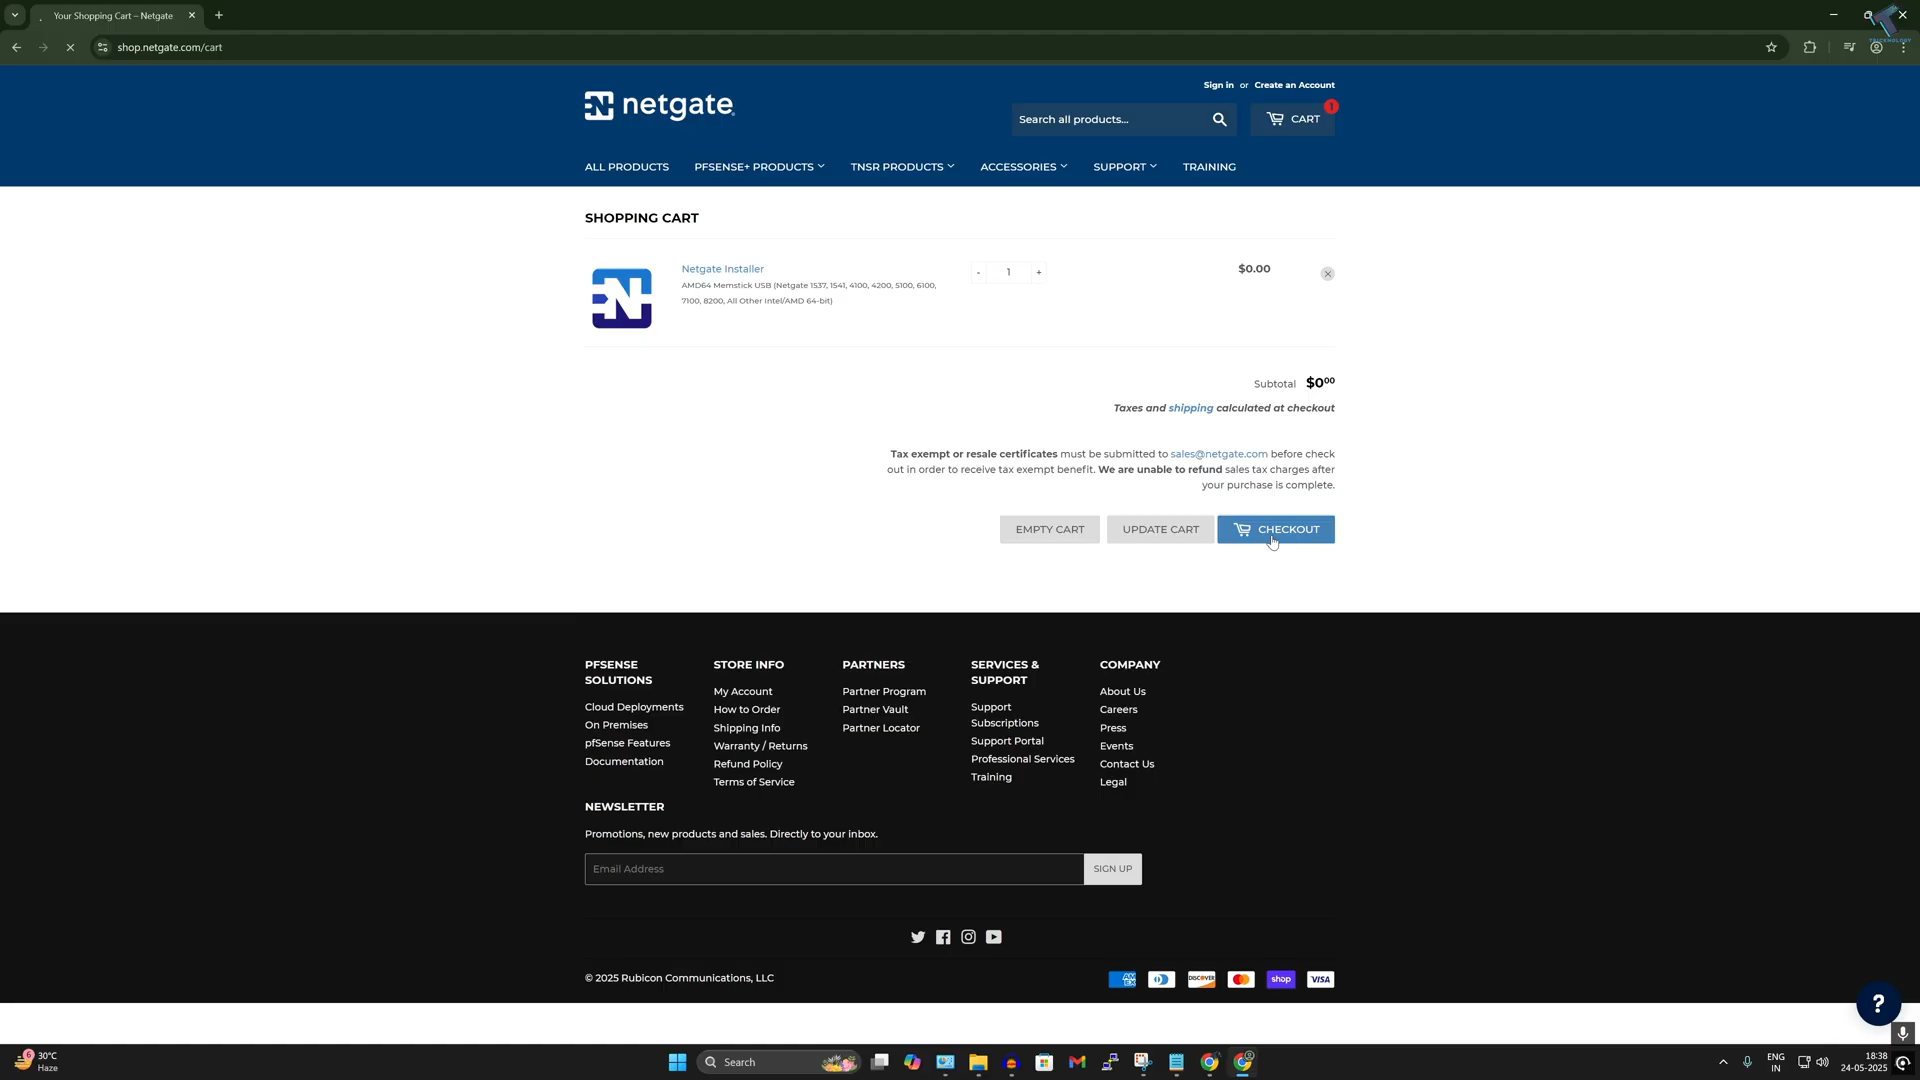 Your Shopping Cart – Netgate
shop.netgate.com/cart
Sign in or Create an Account
netgate
Search all products...
CART
1
ALL PRODUCTS PFSENSE+ PRODUCTS TNSR PRODUCTS ACCESSORIES SUPPORT TRAINING
SHOPPING CART
Netgate Installer - 1 + $0.00
AMD64 Memstick USB (Netgate 1537, 1541, 4100, 4200, 5100, 6100,
7100, 8200, All Other Intel/AMD 64-bit)
Subtotal $000
Taxes and shipping calculated at checkout
Tax exempt or resale certificates must be submitted to sales@netgate.com before check
out in order to receive tax exempt benefit. We are unable to refund sales tax charges after
your purchase is complete.
EMPTY CART UPDATE CART CHECKOUT
PFSENSE
SOLUTIONS
Cloud Deployments
On Premises
pfSense Features
Documentation
STORE INFO
My Account
How to Order
Shipping Info
Warranty / Returns
Refund Policy
Terms of Service
PARTNERS
Partner Program
Partner Vault
Partner Locator
SERVICES &
SUPPORT
Support
Subscriptions
Support Portal
Professional Services
Training
COMPANY
About Us
Careers
Press
Events
Contact Us
Legal
NEWSLETTER
Promotions, new products and sales. Directly to your inbox.
Email Address
SIGN UP
© 2025 Rubicon Communications, LLC
AM EX
DISCOVER
shop
VISA
?
6
30°C
Haze
Search
ENG
IN
18:38
24-05-2025